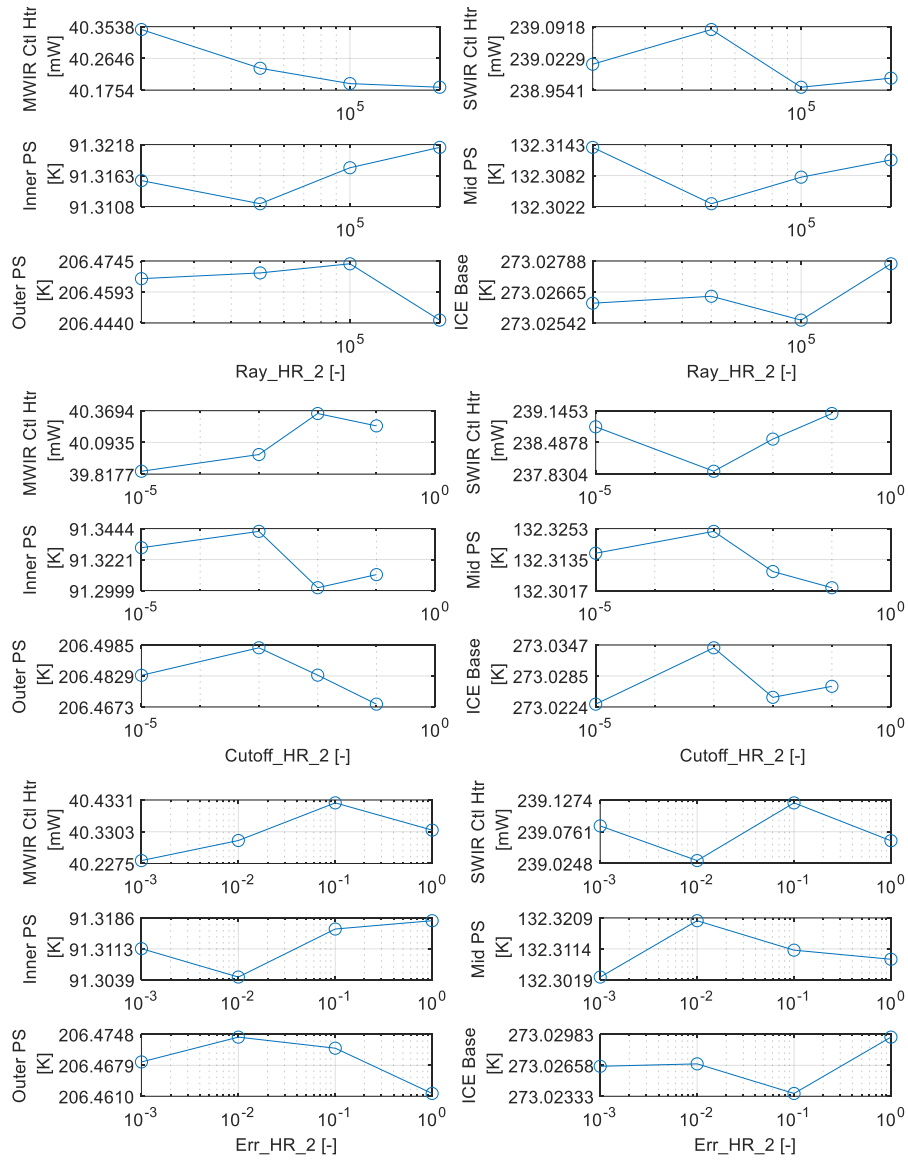 MWIR Ctl Htr
[mW]
40.3538
40.2646
40.1754
10^5
SWIR Ctl Htr
[mW]
239.0918
239.0229
238.9541
10^5
Inner PS
[K]
91.3218
91.3163
91.3108
10^5
Mid PS
[K]
132.3143
132.3082
132.3022
10^5
Outer PS
[K]
206.4745
206.4593
206.4440
10^5
Ray_HR_2 [-]
ICE Base
[K]
273.02788
273.02665
273.02542
10^5
Ray_HR_2 [-]
MWIR Ctl Htr
[mW]
40.3694
40.0935
39.8177
10^-5
10^0
SWIR Ctl Htr
[mW]
239.1453
238.4878
237.8304
10^-5
10^0
Inner PS
[K]
91.3444
91.3221
91.2999
10^-5
10^0
Mid PS
[K]
132.3253
132.3135
132.3017
10^-5
10^0
Outer PS
[K]
206.4985
206.4829
206.4673
10^-5
10^0
Cutoff_HR_2 [-]
ICE Base
[K]
273.0347
273.0285
273.0224
10^-5
10^0
Cutoff_HR_2 [-]
MWIR Ctl Htr
[mW]
40.4331
40.3303
40.2275
10^-3
10^-2
10^-1
10^0
SWIR Ctl Htr
[mW]
239.1274
239.0761
239.0248
10^-3
10^-2
10^-1
10^0
Inner PS
[K]
91.3186
91.3113
91.3039
10^-3
10^-2
10^-1
10^0
Mid PS
[K]
132.3209
132.3114
132.3019
10^-3
10^-2
10^-1
10^0
Outer PS
[K]
206.4748
206.4679
206.4610
10^-3
10^-2
10^-1
10^0
Err_HR_2 [-]
ICE Base
[K]
273.02983
273.02658
273.02333
10^-3
10^-2
10^-1
10^0
Err_HR_2 [-]